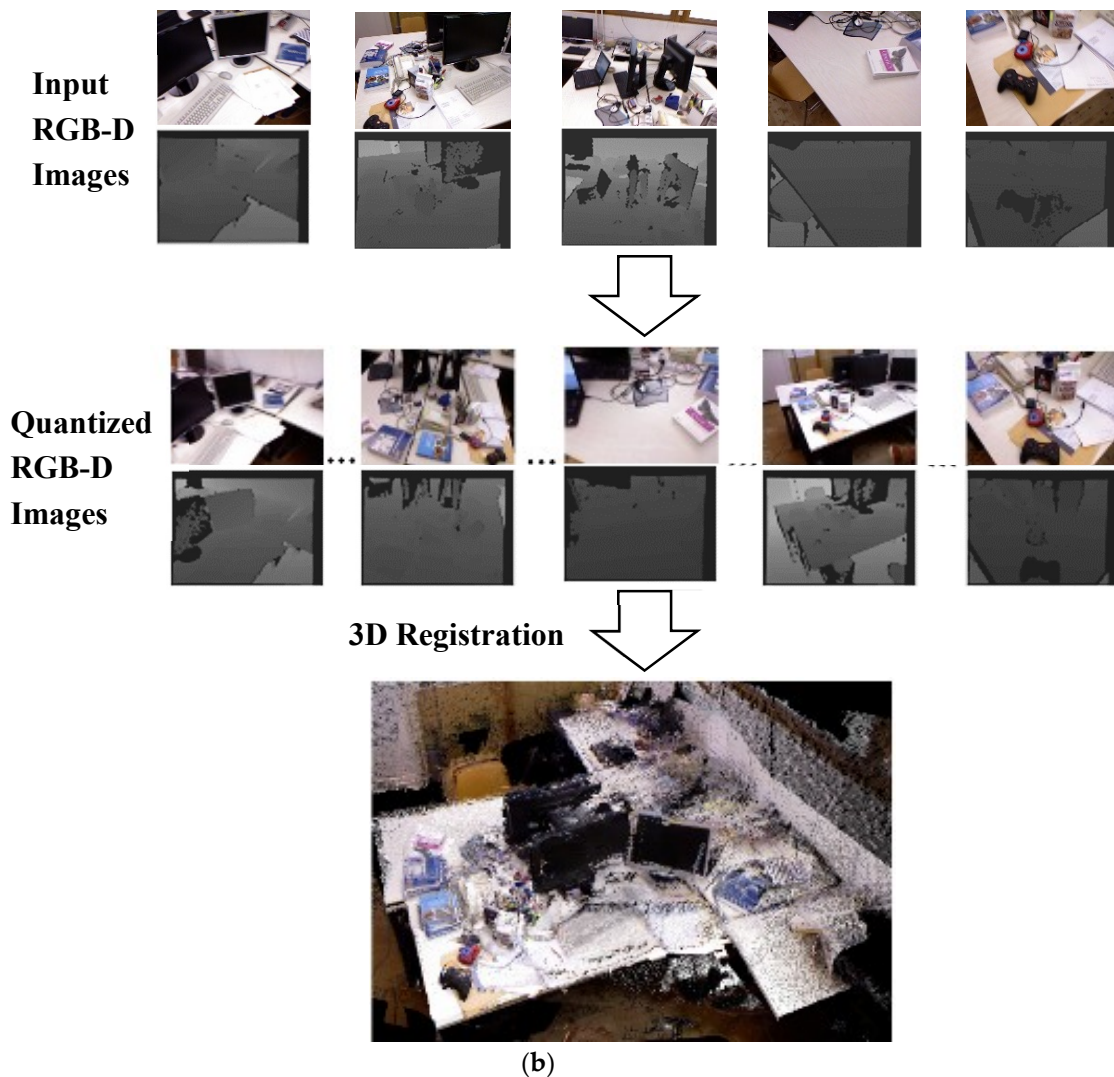 Input
RGB-D
Images
Quantized
RGB-D
Images
3D Registration
(b)